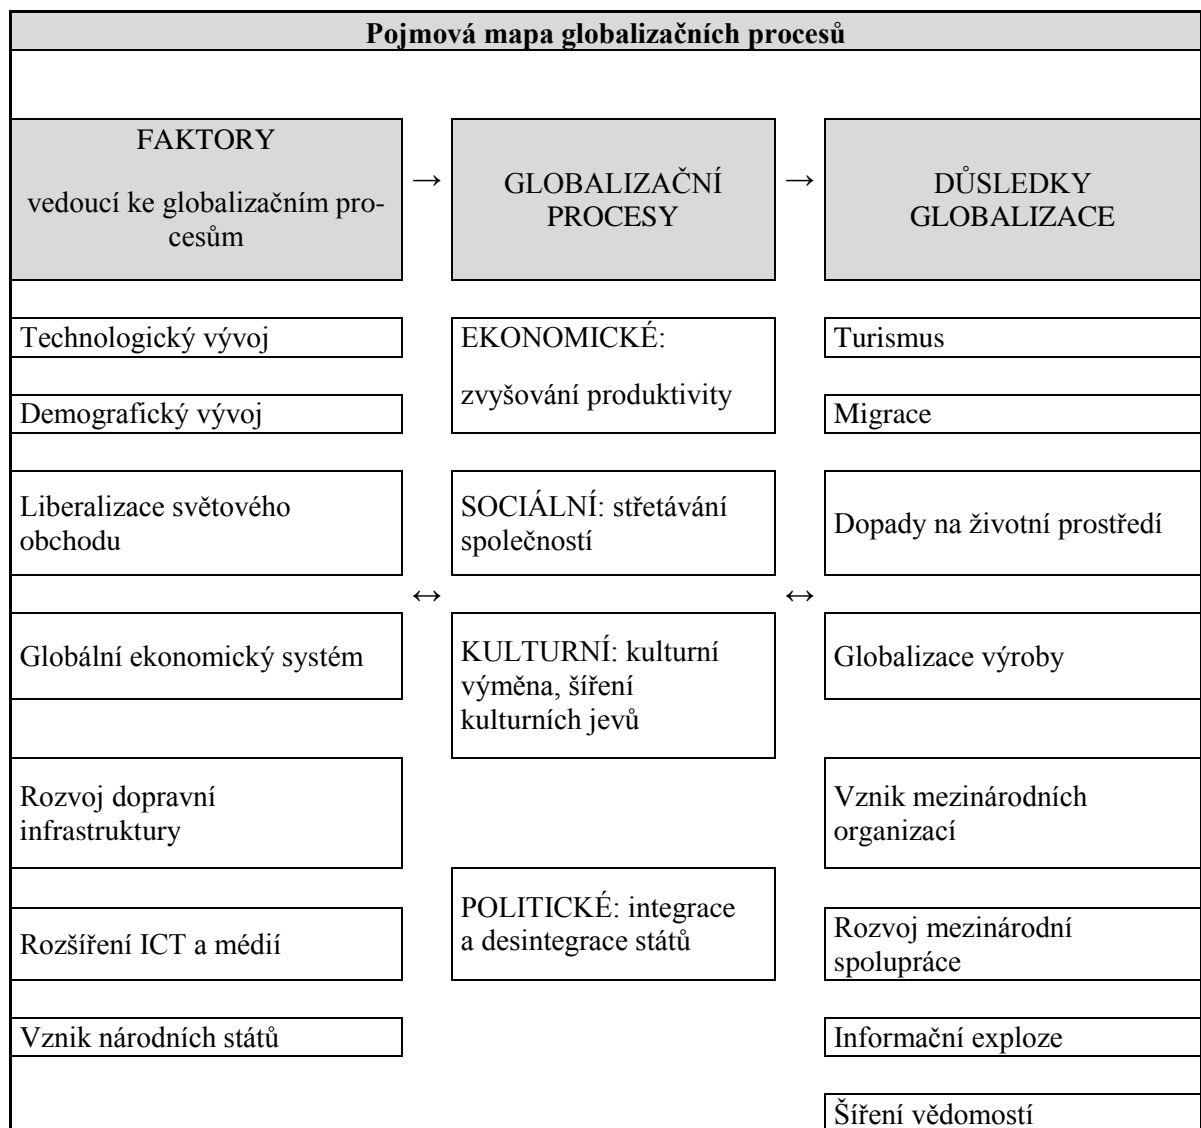 Pojmová mapa globalizačních procesů
FAKTORY
vedoucí ke globalizačním pro-
cesům
→
GLOBALIZAČNÍ
PROCESY
→
DŮSLEDKY
GLOBALIZACE
Technologický vývoj
EKONOMICKÉ:
zvyšování produktivity
Turismus
Demografický vývoj
Migrace
Liberalizace světového
obchodu
SOCIÁLNÍ: střetávání
společností
Dopady na životní prostředí
↔
↔
Globální ekonomický systém
KULTURNÍ: kulturní
výměna, šíření
kulturních jevů
Globalizace výroby
Rozvoj dopravní
infrastruktury
Vznik mezinárodních
organizací
Rozšíření ICT a médií
POLITICKÉ: integrace
a desintegrace států
Rozvoj mezinárodní
spolupráce
Vznik národních států
Informační exploze
Šíření vědomostí